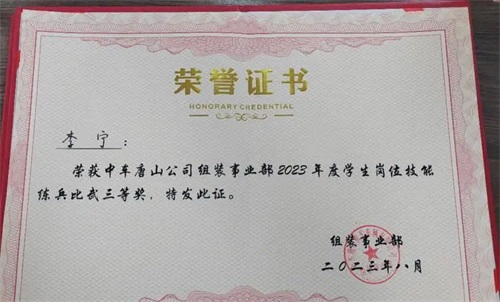 荣誉证书
HONORARY CREDENTIAL
李宁：
荣获中车唐山公司组装事业部2023年度学生岗位技能
练兵比武三等奖，特发此证。
组装事业部
二〇二三年八月